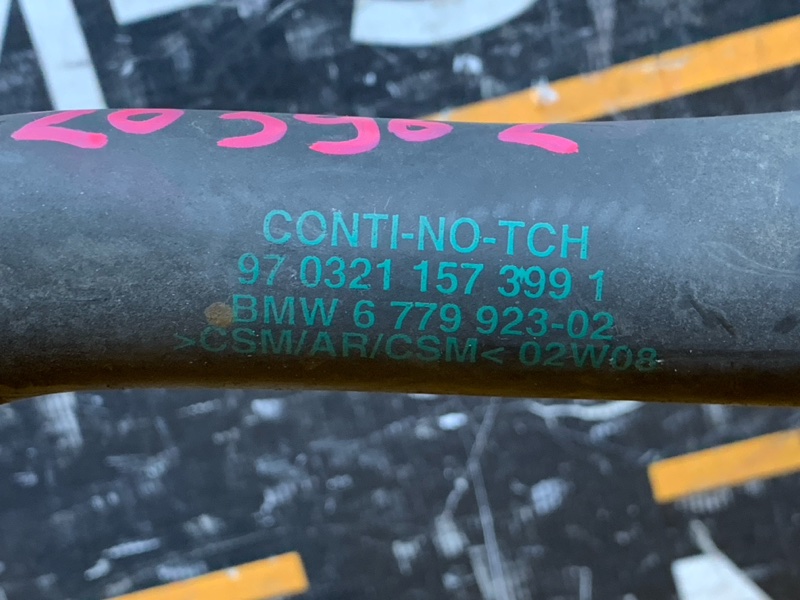 CONTI-NO-TCH
97 0321 157 399 1
BMW 6 779 923-02
>CSM/AR/CSM< 02W08